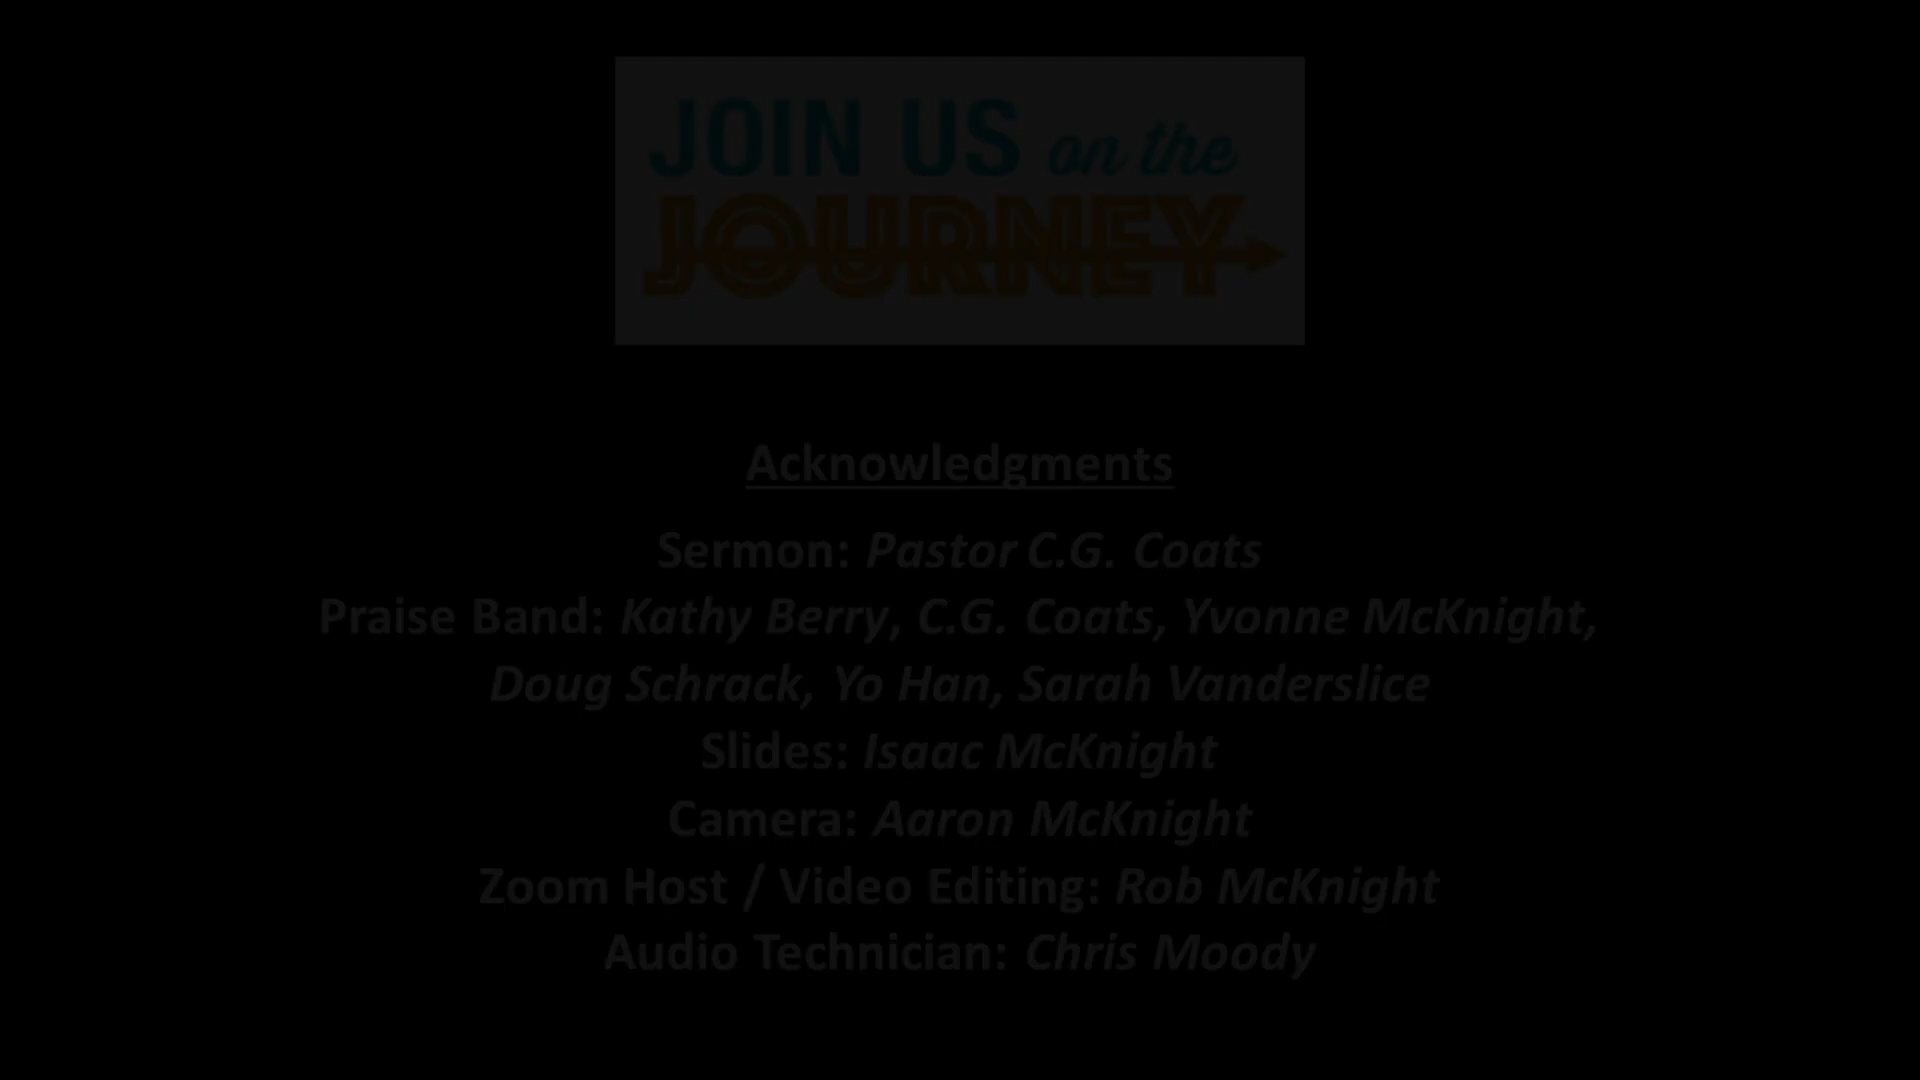 JOIN US on the
JOURNEY
Acknowledgments
Sermon: Pastor C.G. Coats
Praise Band: Kathy Berry, C.G. Coats, Yvonne McKnight,
Doug Schrack, Yo Han, Sarah Vanderslice
Slides: Isaac McKnight
Camera: Aaron McKnight
Zoom Host / Video Editing: Rob McKnight
Audio Technician: Chris Moody